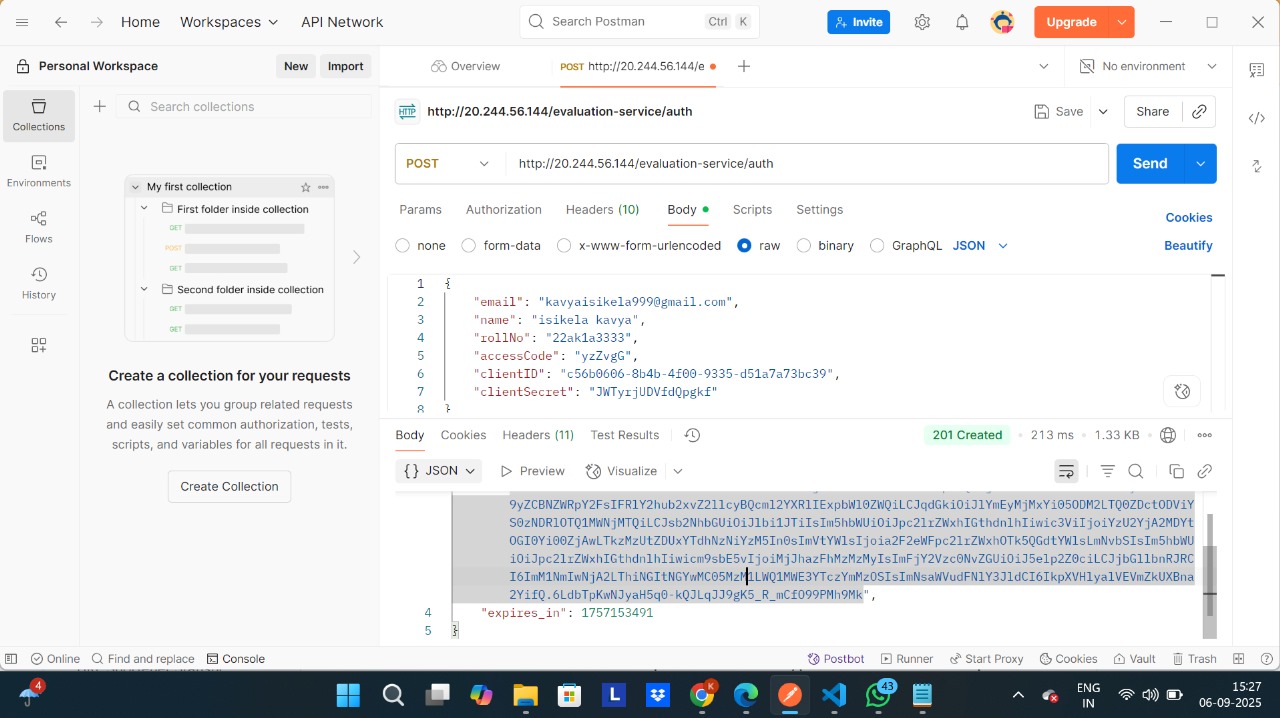 Home
Workspaces
API Network
Search Postman
Ctrl
K
Invite
Upgrade
Personal Workspace
New
Import
Overview
POST http://20.244.56.144/e
No environment
Collections
Search collections
HTTP
http://20.244.56.144/evaluation-service/auth
Save
Share
Environments
Flows
History
My first collection
First folder inside collection
GET
POST
GET
Second folder inside collection
GET
GET
Create a collection for your requests
A collection lets you group related requests
and easily set common authorization, tests,
scripts, and variables for all requests in it.
Create Collection
POST
http://20.244.56.144/evaluation-service/auth
Send
Params
Authorization
Headers (10)
Body
Scripts
Settings
Cookies
none
form-data
x-www-form-urlencoded
raw
binary
GraphQL
JSON
Beautify
1 {
2 "email": "kavyaisikela999@gmail.com",
3 "name": "isikela kavya",
4 "rollNo": "22ak1a3333",
5 "accessCode": "yzZvgG",
6 "clientID": "c56b0606-8b4b-4f00-9335-d51a7a73bc39",
7 "clientSecret": "JWTyrjUDVfdQpgkf"
8 }
Body
Cookies
Headers (11)
Test Results
201 Created
213 ms
1.33 KB
{} JSON
Preview
Visualize
4 "expires_in": 1757153491
5 }
Online
Find and replace
Console
Postbot
Runner
Start Proxy
Cookies
Vault
Trash
4
L
K
43
ENG
IN
15:27
06-09-2025